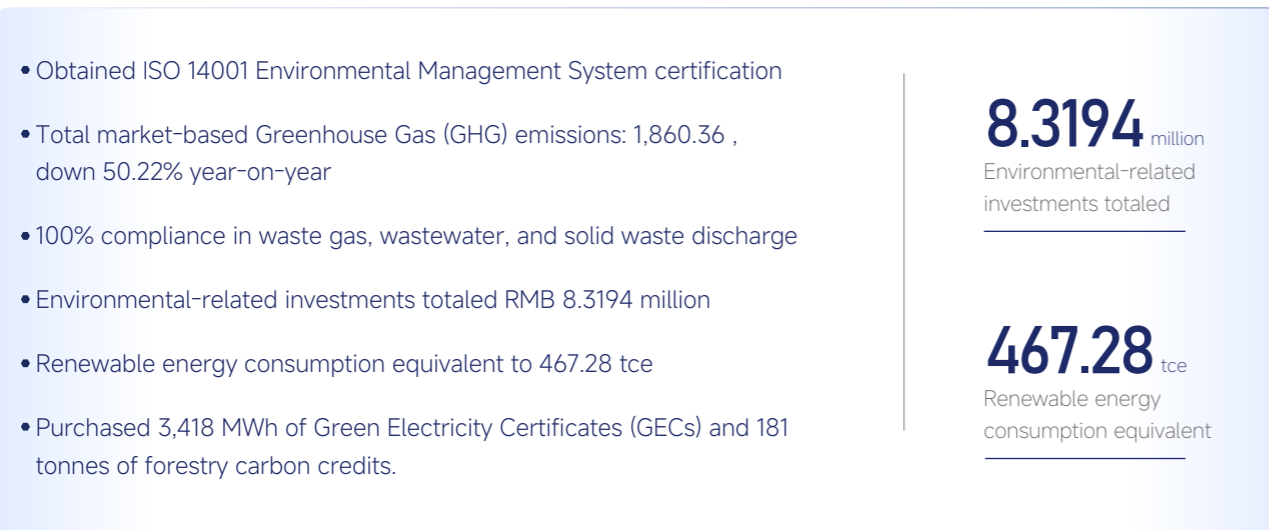 • Obtained ISO 14001 Environmental Management System certification
• Total market-based Greenhouse Gas (GHG) emissions: 1,860.36 ,
down 50.22% year-on-year
• 100% compliance in waste gas, wastewater, and solid waste discharge
• Environmental-related investments totaled RMB 8.3194 million
• Renewable energy consumption equivalent to 467.28 tce
• Purchased 3,418 MWh of Green Electricity Certificates (GECs) and 181
tonnes of forestry carbon credits.
8.3194 million
Environmental-related
investments totaled
467.28 tce
Renewable energy
consumption equivalent